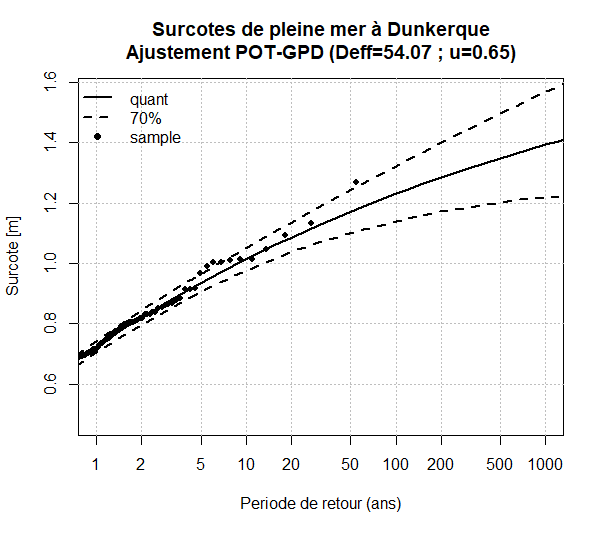 Surcotes de pleine mer à Dunkerque
Ajustement POT-GPD (Deff=54.07 ; u=0.65)
quant
70%
sample
Surcote [m]
1.6
1.4
1.2
1.0
0.8
0.6
1 2 5 10 20 50 100 200 500 1000
Periode de retour (ans)